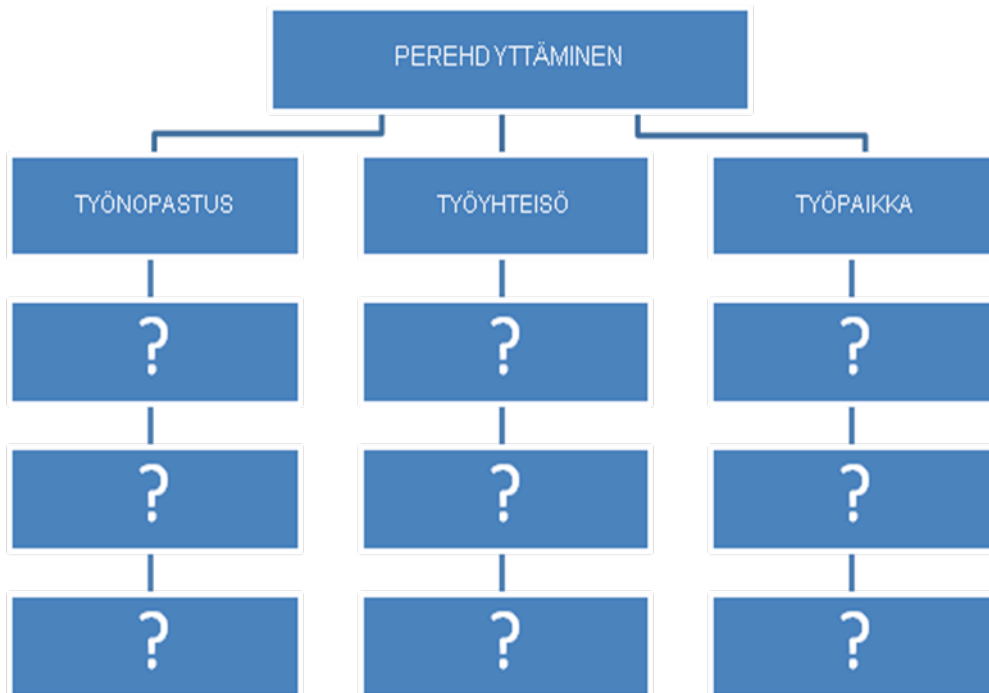 PEREHDYTTÄMINEN
TYÖNOPASTUS
TYÖYHTEISÖ
TYÖPAIKKA
? ? ?
? ? ?
? ? ?